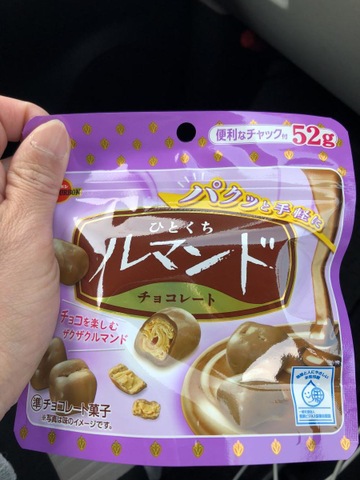 便利なチャック付 52g
BOURBON
パクッと手軽に
ひとくち
ルマンド
チョコレート
チョコを楽しむ
ザクザクルマンド
準 チョコレート菓子
※写真は味のイメージです。